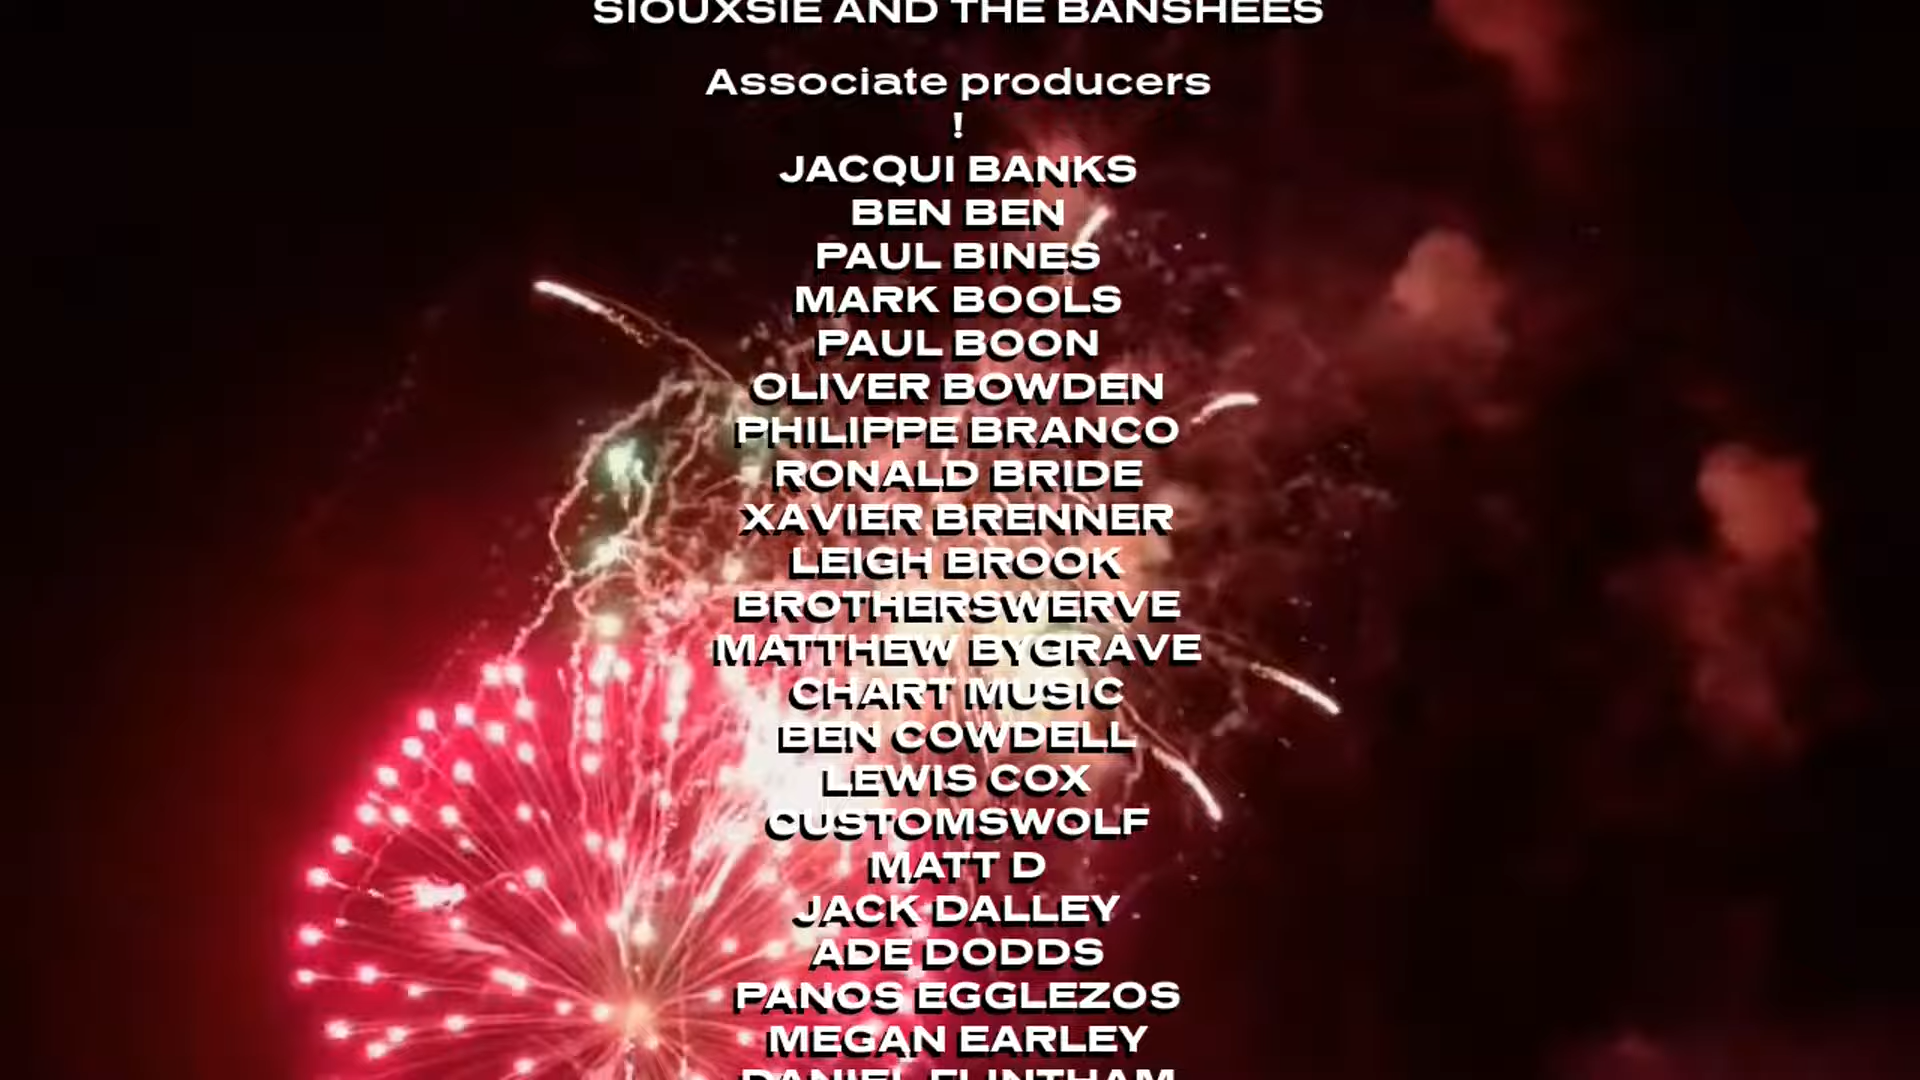 SIOUXSIE AND THE BANSHEES
Associate producers
!
JACQUI BANKS
BEN BEN
PAUL BINES
MARK BOOLS
PAUL BOON
OLIVER BOWDEN
PHILIPPE BRANCO
RONALD BRIDE
XAVIER BRENNER
LEIGH BROOK
BROTHERSWERVE
MATTHEW BYGRAVE
CHART MUSIC
BEN COWDELL
LEWIS COX
CUSTOMSWOLF
MATT D
JACK DALLEY
ADE DODDS
PANOS EGGLEZOS
MEGAN EARLEY
DANIEL FLINTHAM